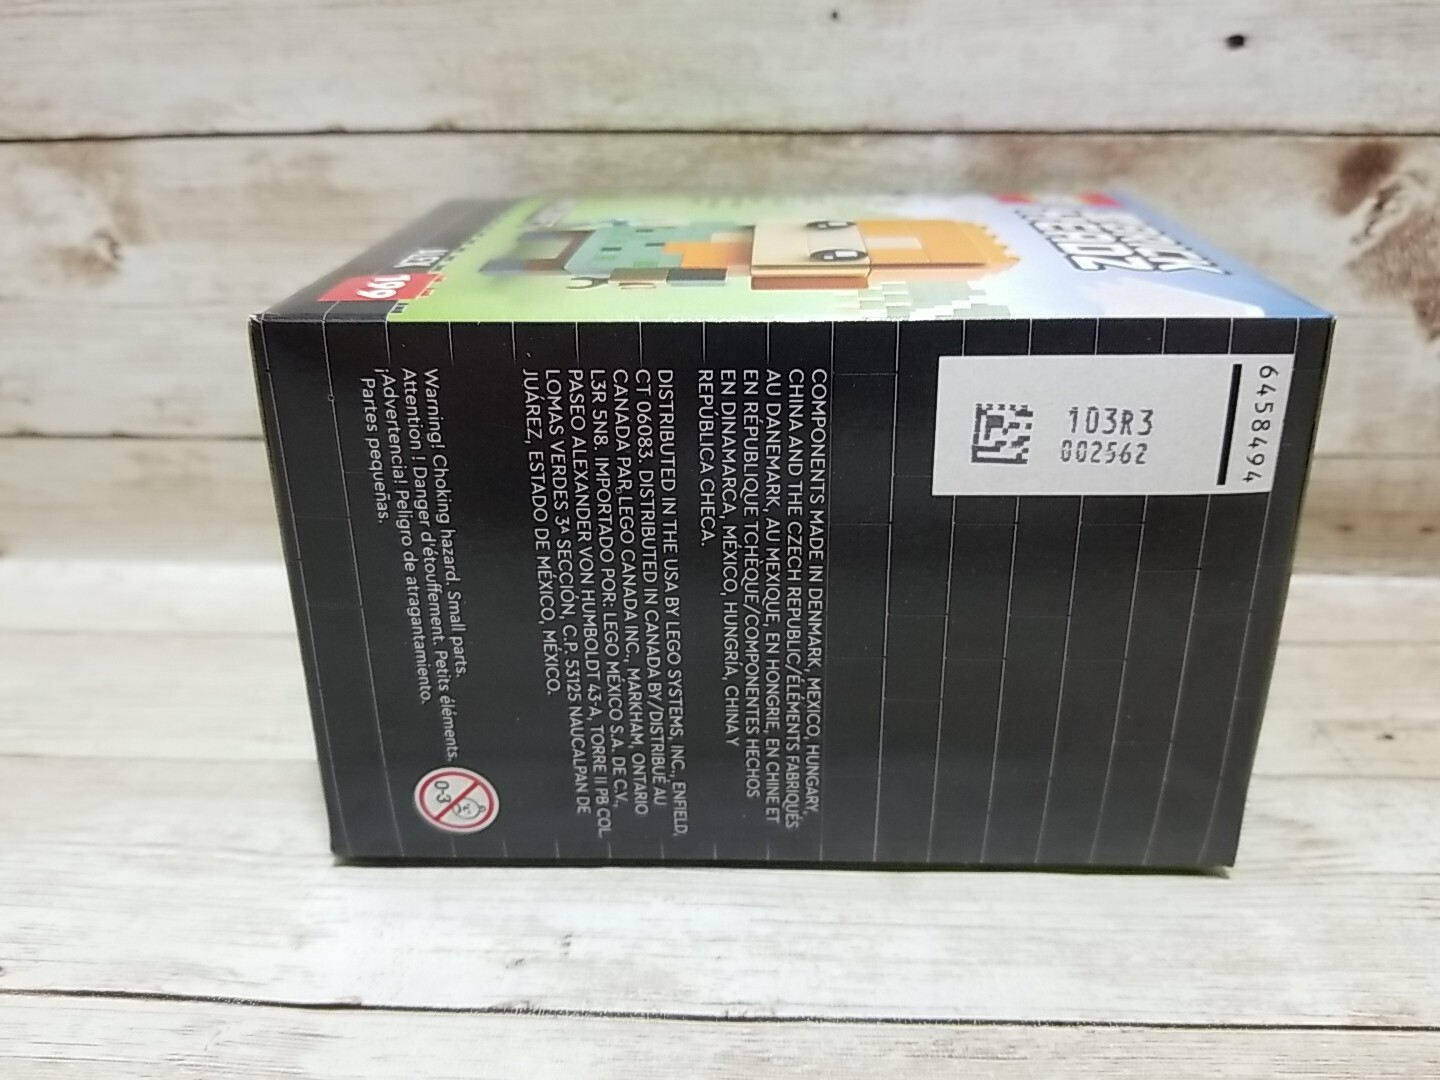 BRICK
HEADZ
ALEX
199
6458494
103R3
002562
COMPONENTS MADE IN DENMARK, MEXICO, HUNGARY,
CHINA AND THE CZECH REPUBLIC/ÉLÉMENTS FABRIQUÉS
AU DANEMARK, AU MEXIQUE, EN HONGRIE, EN CHINE ET
EN RÉPUBLIQUE TCHÈQUE/COMPONENTES HECHOS
EN DINAMARCA, MÉXICO, HUNGRÍA, CHINA Y
REPÚBLICA CHECA.
DISTRIBUTED IN THE USA BY LEGO SYSTEMS, INC., ENFIELD,
CT 06083. DISTRIBUTED IN CANADA BY/DISTRIBUÉ AU
CANADA PAR, LEGO CANADA INC., MARKHAM, ONTARIO
L3R 5N8. IMPORTADO POR: LEGO MÉXICO S.A. DE C.V.,
PASEO ALEXANDER VON HUMBOLDT 43-A, TORRE II PB COL.
LOMAS VERDES 3ᴬ SECCIÓN, C.P. 53125 NAUCALPAN DE
JUÁREZ, ESTADO DE MÉXICO, MÉXICO.
Warning! Choking hazard. Small parts.
Attention ! Danger d'étouffement. Petits éléments.
¡Advertencia! Peligro de atragantamiento.
Partes pequeñas.
0-3